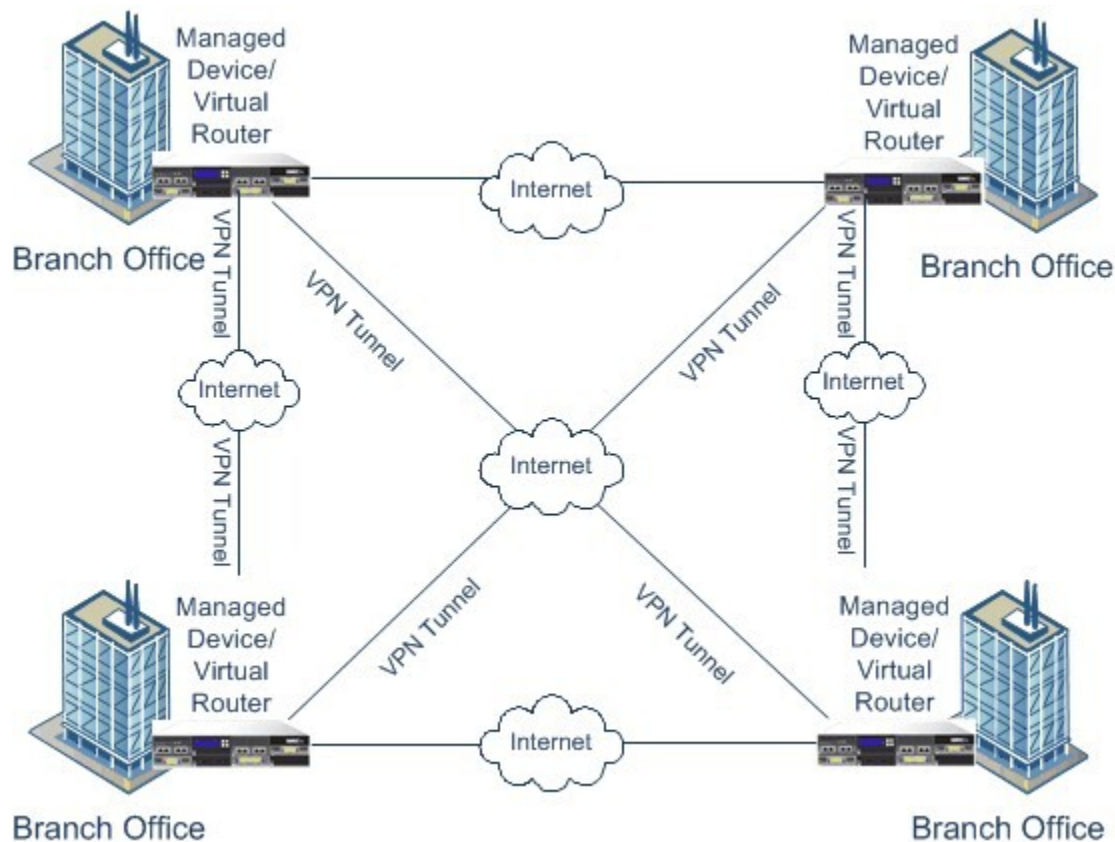 Managed
Device/
Virtual
Router
Managed
Device/
Virtual
Router
Internet
Branch Office
Branch Office
VPN Tunnel
VPN Tunnel
VPN Tunnel
VPN Tunnel
Internet
Internet
Internet
VPN Tunnel
VPN Tunnel
VPN Tunnel
VPN Tunnel
Managed
Device/
Virtual
Router
Managed
Device/
Virtual
Router
Internet
Branch Office
Branch Office